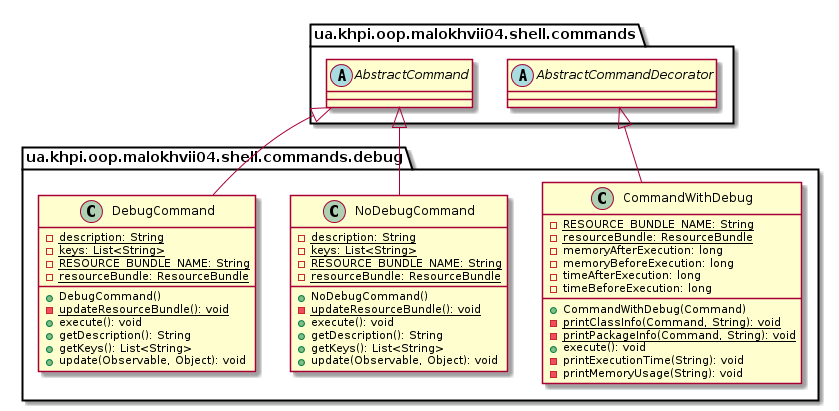 ua.khpi.oop.malokhvii04.shell.commands
A AbstractCommand
A AbstractCommandDecorator
ua.khpi.oop.malokhvii04.shell.commands.debug
C DebugCommand
description: String
keys: List<String>
RESOURCE_BUNDLE_NAME: String
resourceBundle: ResourceBundle
DebugCommand()
updateResourceBundle(): void
execute(): void
getDescription(): String
getKeys(): List<String>
update(Observable, Object): void
C NoDebugCommand
description: String
keys: List<String>
RESOURCE_BUNDLE_NAME: String
resourceBundle: ResourceBundle
NoDebugCommand()
updateResourceBundle(): void
execute(): void
getDescription(): String
getKeys(): List<String>
update(Observable, Object): void
C CommandWithDebug
RESOURCE_BUNDLE_NAME: String
resourceBundle: ResourceBundle
memoryAfterExecution: long
memoryBeforeExecution: long
timeAfterExecution: long
timeBeforeExecution: long
CommandWithDebug(Command)
printClassInfo(Command, String): void
printPackageInfo(Command, String): void
execute(): void
printExecutionTime(String): void
printMemoryUsage(String): void